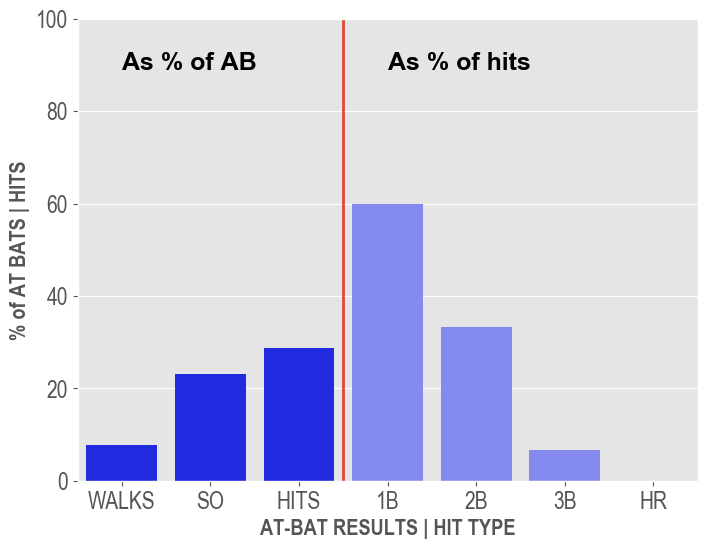 100
80
60
40
20
0
% of AT BATS | HITS
As % of AB
As % of hits
WALKS SO HITS 1B 2B 3B HR
AT-BAT RESULTS | HIT TYPE